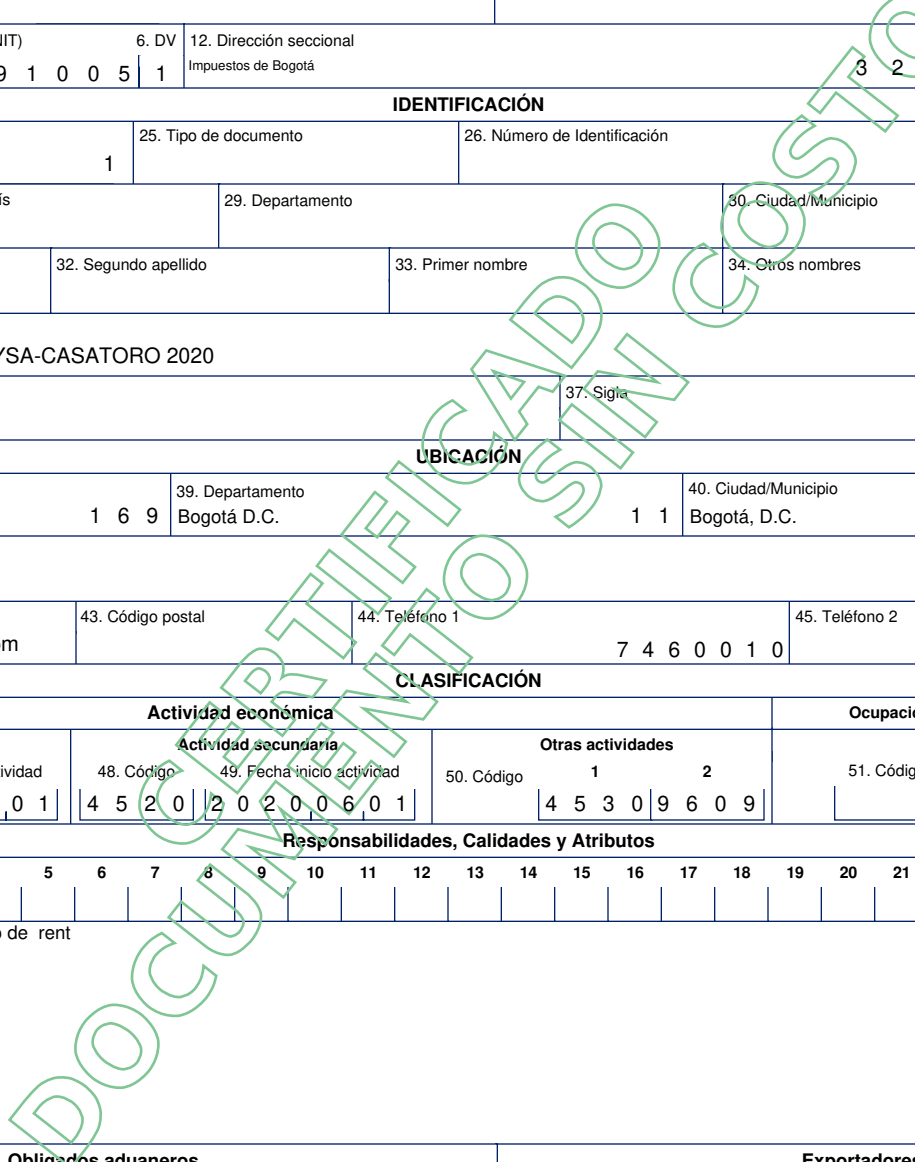 NIT) 6. DV 12. Dirección seccional
9 1 0 0 5 1 Impuestos de Bogotá 3 2
IDENTIFICACIÓN
25. Tipo de documento 26. Número de Identificación
1
ís 29. Departamento 30. Ciudad/Municipio
32. Segundo apellido 33. Primer nombre 34. Otros nombres
YSA-CASATORO 2020
37. Sigla
UBICACIÓN
39. Departamento 40. Ciudad/Municipio
1 6 9 Bogotá D.C. 1 1 Bogotá, D.C.
43. Código postal 44. Teléfono 1 45. Teléfono 2
om 7 4 6 0 0 1 0
CLASIFICACIÓN
Actividad económica Ocupació
Actividad secundaria Otras actividades
ividad 48. Código 49. Fecha inicio actividad 50. Código 1 2 51. Códig
0 1 4 5 2 0 2 0 2 0 0 6 0 1 4 5 3 0 9 6 0 9
Responsabilidades, Calidades y Atributos
5 6 7 8 9 10 11 12 13 14 15 16 17 18 19 20 21
o de rent
Obligados aduaneros Exportadores
CERTIFICADO
DOCUMENTO SIN COSTO